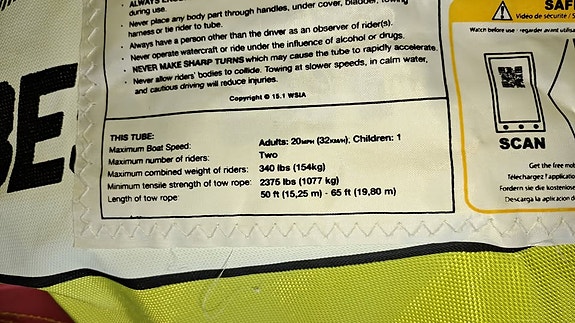 during use.
• Never place any body part through handles, under cover, bladder, towing
harness or the rider to tube.
• Always have a person other than the driver as an observer of rider(s).
• Never operate watercraft or ride under the influence of alcohol or drugs.
• NEVER MAKE SHARP TURNS which may cause the tube to rapidly accelerate.
• Never allow riders' bodies to collide. Towing at slower speeds, in calm water,
and cautious driving will reduce injuries.
Copyright © 15.1 WSIA
THIS TUBE:
Maximum Boat Speed: Adults: 20MPH (32KM/H), Children: 1
Maximum number of riders: Two
Maximum combined weight of riders: 340 lbs (154kg)
Minimum tensile strength of tow rope: 2375 lbs (1077 kg)
Length of tow rope: 50 ft (15,25 m) - 65 ft (19,80 m)
BE
SAF
Video de sécurité / S
Watch before use • regarder avant utilisa
SCAN
Get the free mo
Téléchargez l'applicatio
Fordern sie die kostenlose
Descarga la aplicación de